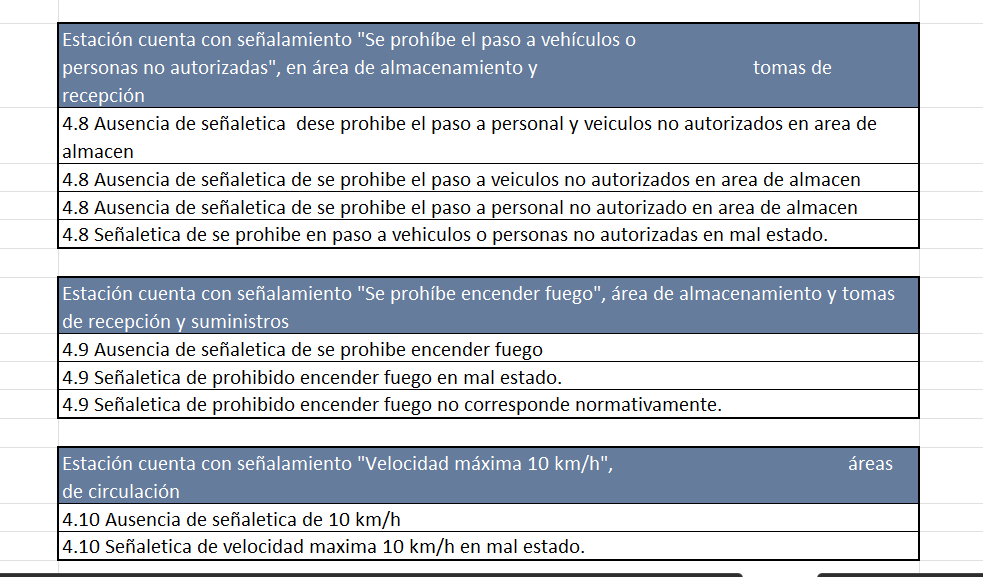 Estación cuenta con señalamiento "Se prohíbe el paso a vehículos o
personas no autorizadas", en área de almacenamiento y tomas de
recepción
4.8 Ausencia de señaletica  dese prohibe el paso a personal y veiculos no autorizados en area de
almacen
4.8 Ausencia de señaletica de se prohibe el paso a veiculos no autorizados en area de almacen
4.8 Ausencia de señaletica de se prohibe el paso a personal no autorizado en area de almacen
4.8 Señaletica de se prohibe en paso a vehiculos o personas no autorizadas en mal estado.
Estación cuenta con señalamiento "Se prohíbe encender fuego", área de almacenamiento y tomas
de recepción y suministros
4.9 Ausencia de señaletica de se prohibe encender fuego
4.9 Señaletica de prohibido encender fuego en mal estado.
4.9 Señaletica de prohibido encender fuego no corresponde normativamente.
Estación cuenta con señalamiento "Velocidad máxima 10 km/h", áreas
de circulación
4.10 Ausencia de señaletica de 10 km/h
4.10 Señaletica de velocidad maxima 10 km/h en mal estado.